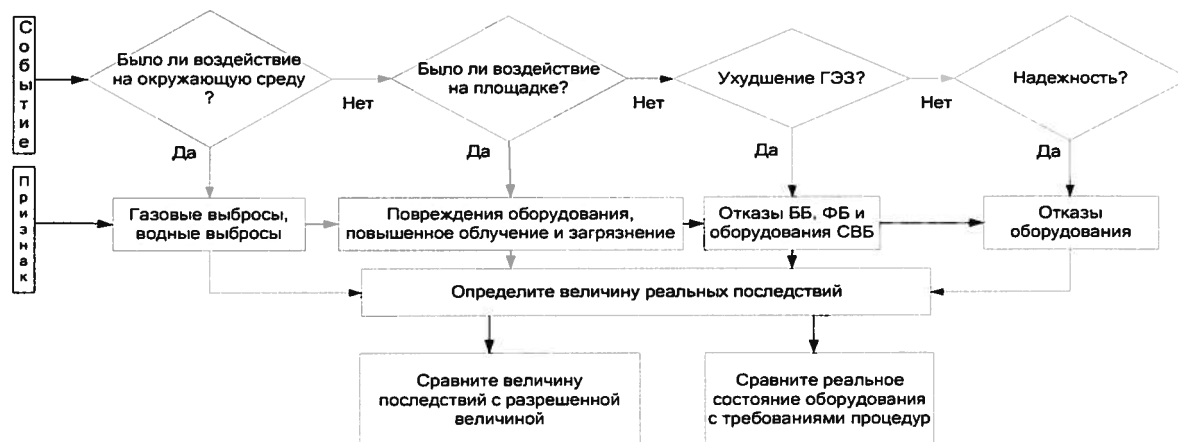 Событие
Было ли воздействие
на окружающую среду
?
Нет
Было ли воздействие
на площадке?
Нет
Ухудшение ГЭЗ?
Нет
Надежность?
Да
Да
Да
Да
Признак
Газовые выбросы,
водные выбросы
Повреждения оборудования,
повышенное облучение и загрязнение
Отказы ББ, ФБ и
оборудования СВБ
Отказы
оборудования
Определите величину реальных последствий
Сравните величину
последствий с разрешенной
величиной
Сравните реальное
состояние оборудования
с требованиями процедур